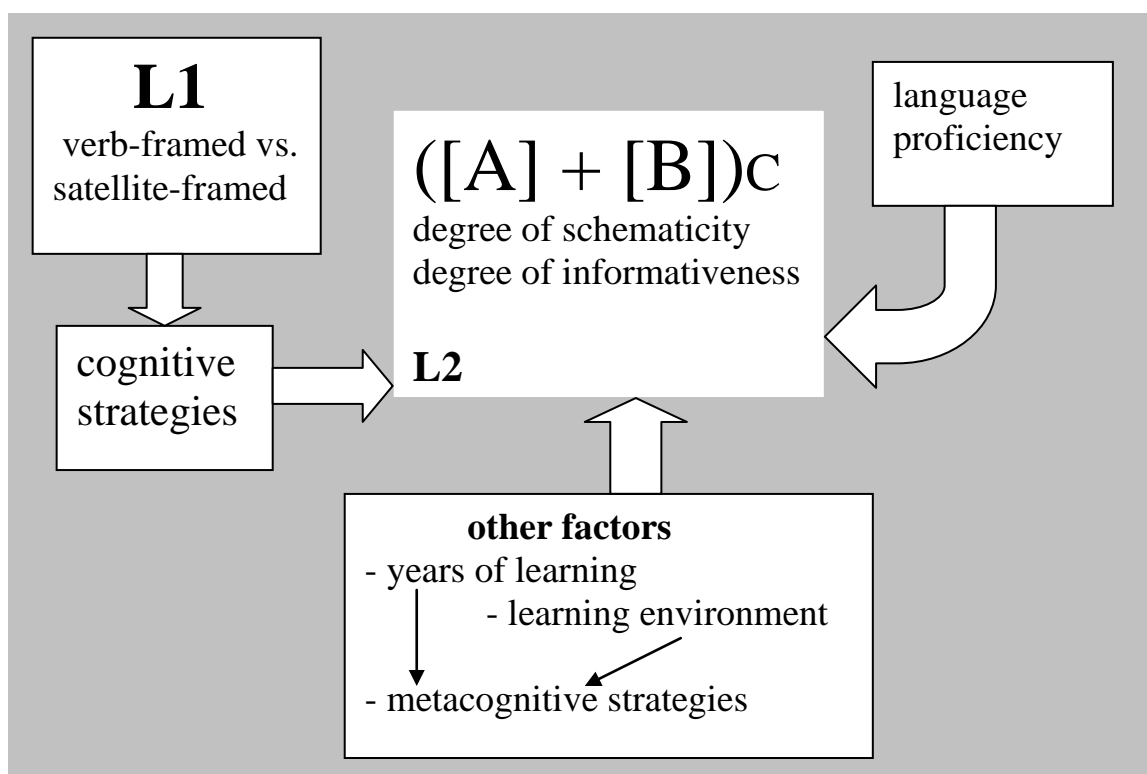 L1
verb-framed vs.
satellite-framed
cognitive
strategies
([A] + [B])C
degree of schematicity
degree of informativeness
L2
language
proficiency
other factors
- years of learning
- learning environment
- metacognitive strategies